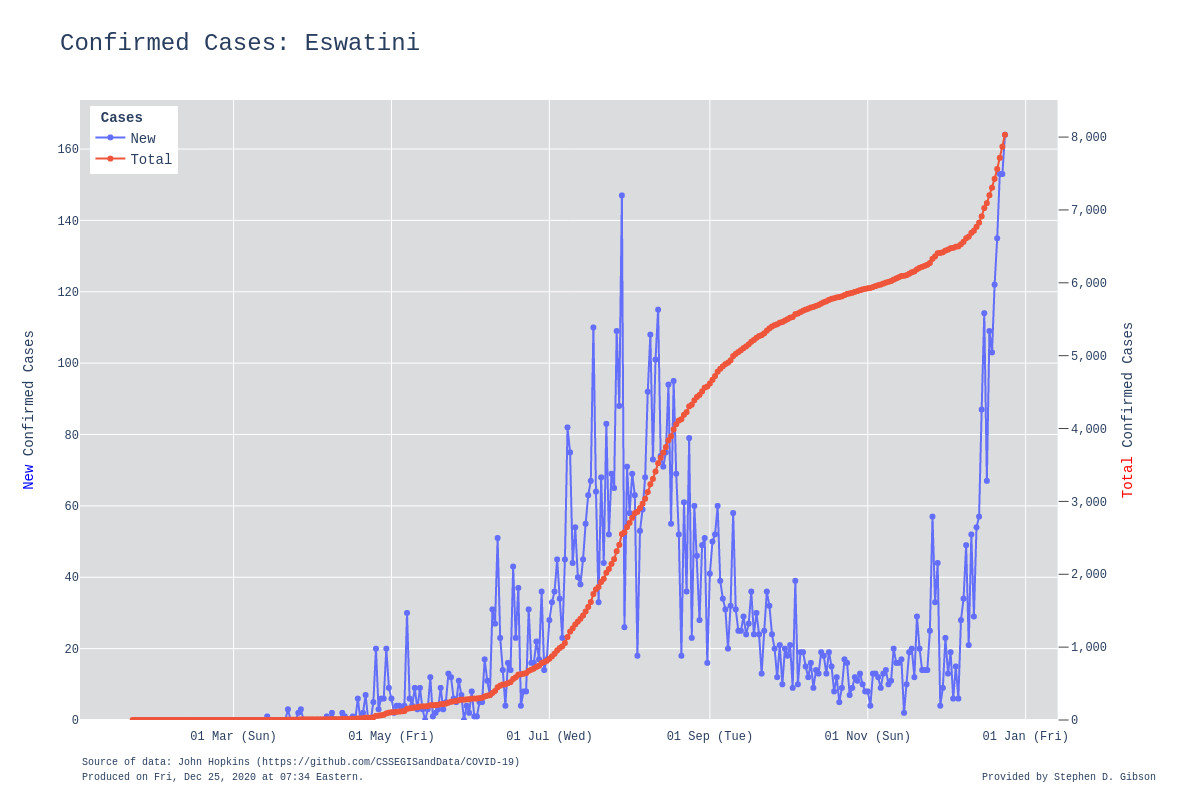 Confirmed Cases: Eswatini
Cases
New
Total
160
140
120
100
80
60
40
20
0
New Confirmed Cases
8,000
7,000
6,000
5,000
4,000
3,000
2,000
1,000
0
Total Confirmed Cases
01 Mar (Sun) 01 May (Fri) 01 Jul (Wed) 01 Sep (Tue) 01 Nov (Sun) 01 Jan (Fri)
Source of data: John Hopkins (https://github.com/CSSEGISandData/COVID-19)
Produced on Fri, Dec 25, 2020 at 07:34 Eastern.
Provided by Stephen D. Gibson